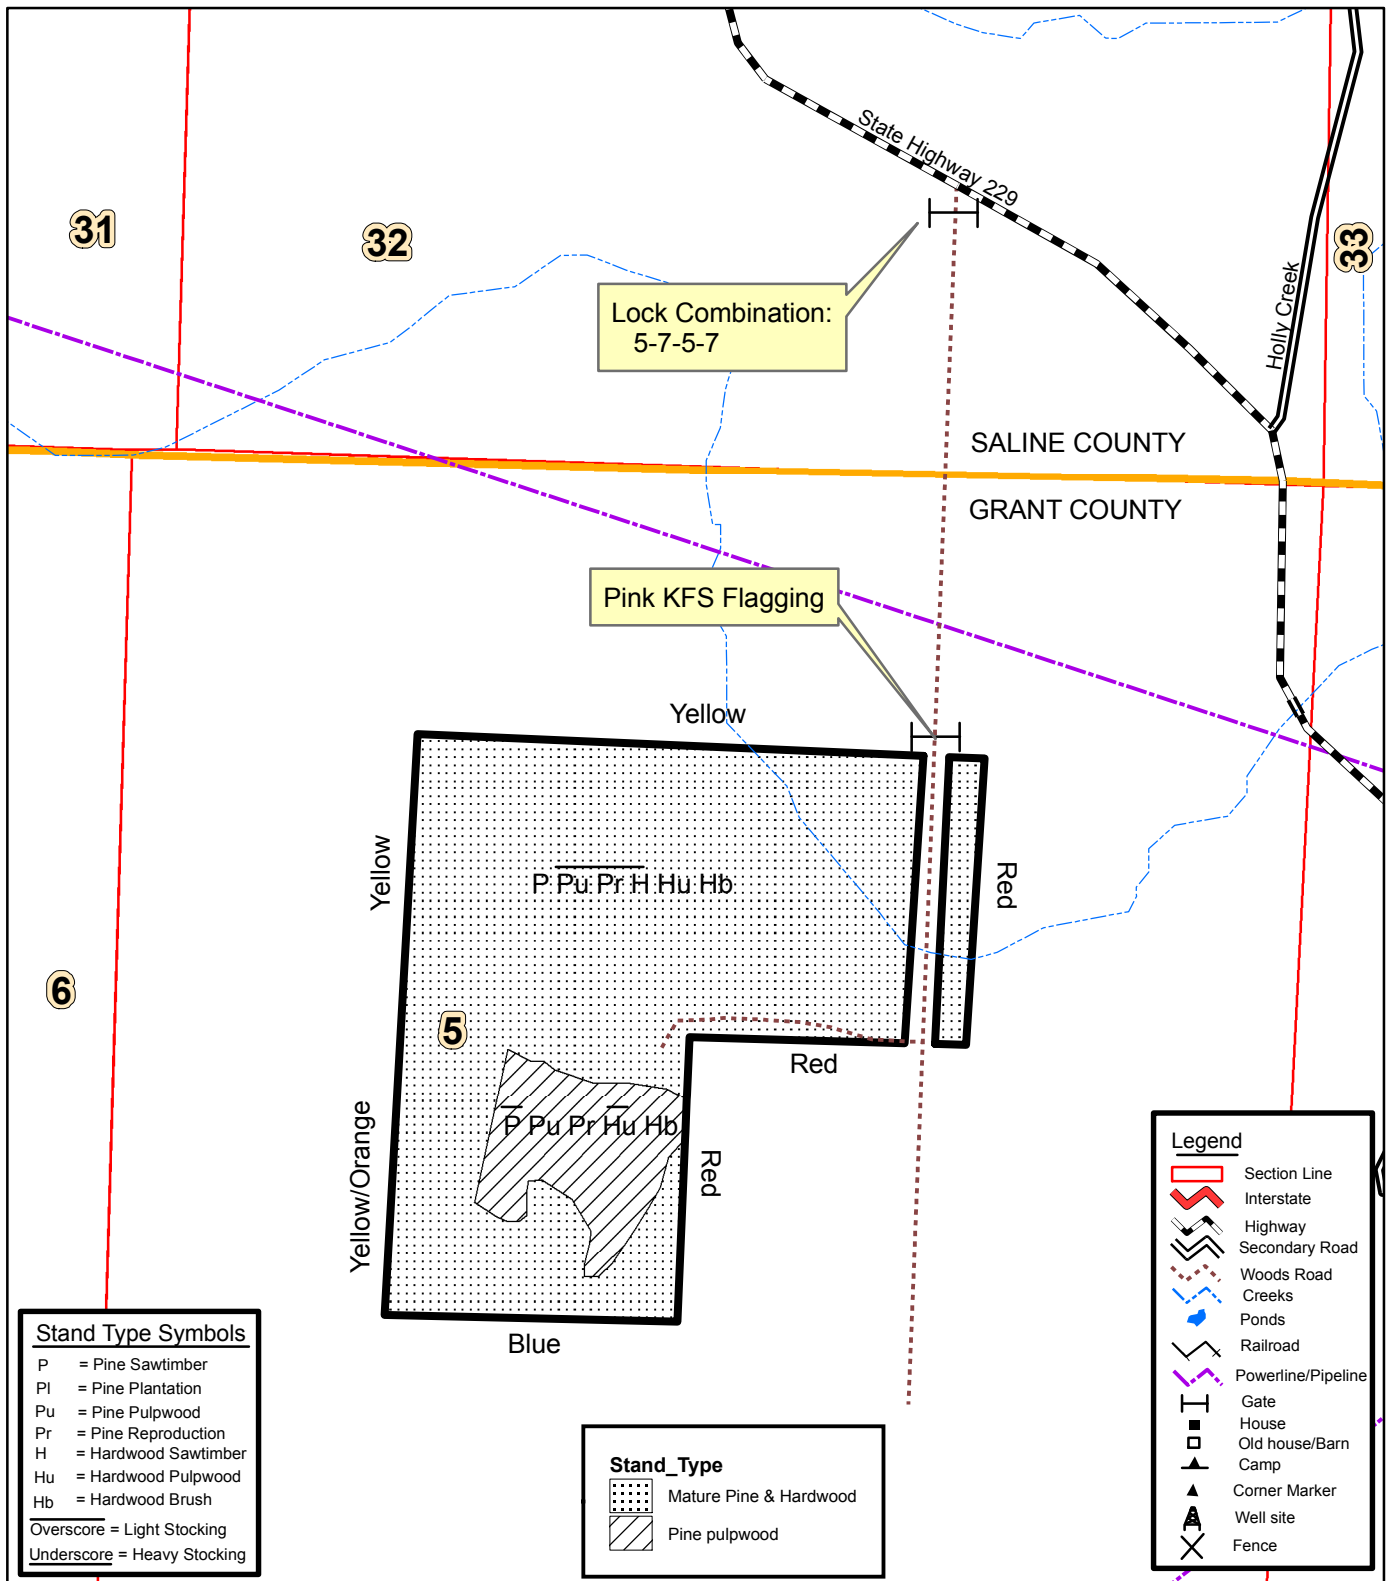 State Highway 229
31
32
33
Lock Combination:
5-7-5-7
Holly Creek
SALINE COUNTY
GRANT COUNTY
Pink KFS Flagging
Yellow
Yellow
P Pu Pr H Hu Hb
Red
6
5
Red
P Pu Pr Hu Hb
Yellow/Orange
Red
Blue
Stand Type Symbols
P = Pine Sawtimber
Pl = Pine Plantation
Pu = Pine Pulpwood
Pr = Pine Reproduction
H = Hardwood Sawtimber
Hu = Hardwood Pulpwood
Hb = Hardwood Brush
Overscore = Light Stocking
Underscore = Heavy Stocking
Stand_Type
Mature Pine & Hardwood
Pine pulpwood
Legend
Section Line
Interstate
Highway
Secondary Road
Woods Road
Creeks
Ponds
Railroad
Powerline/Pipeline
Gate
House
Old house/Barn
Camp
Corner Marker
Well site
Fence